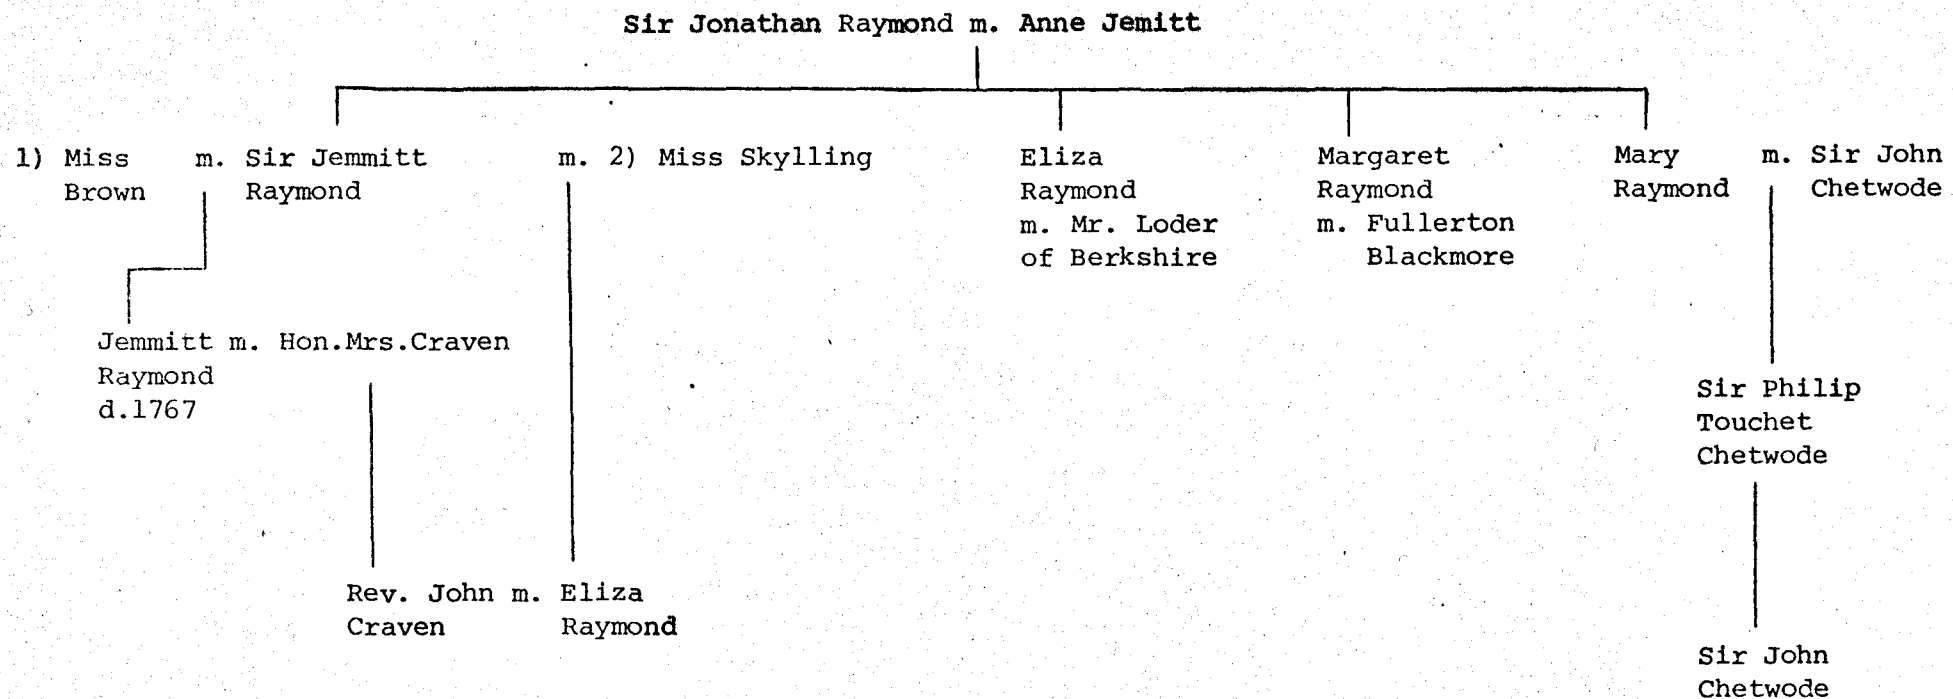 Sir Jonathan Raymond m. Anne Jemitt
1) Miss Brown m. Sir Jemmitt Raymond
m. 2) Miss Skylling
Eliza
Raymond
m. Mr. Loder
of Berkshire
Margaret
Raymond
m. Fullerton
Blackmore
Mary Raymond m. Sir John Chetwode
Jemmitt m. Hon.Mrs.Craven
Raymond
d.1767
Sir Philip
Touchet
Chetwode
Rev. John m. Eliza
Craven Raymond
Sir John
Chetwode